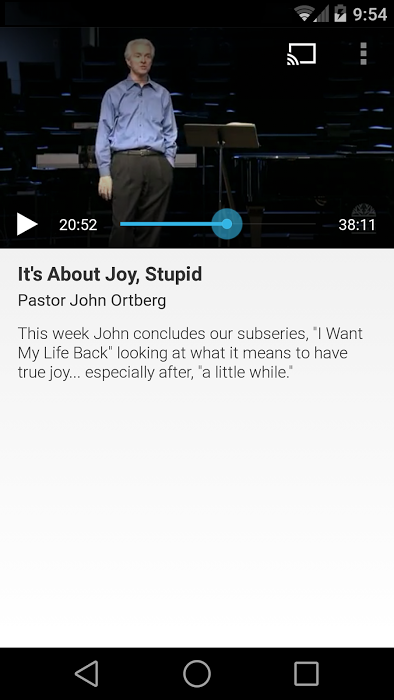 9:54
20:52
38:11
It's About Joy, Stupid
Pastor John Ortberg
This week John concludes our subseries, "I Want
My Life Back" looking at what it means to have
true joy... especially after, "a little while."